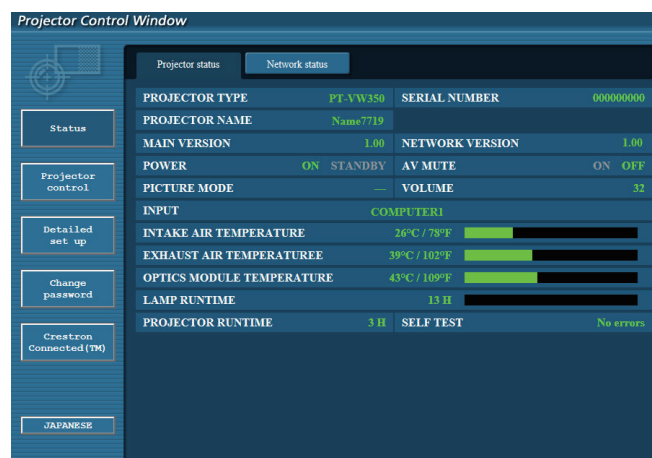 Projector Control Window
Projector status Network status
PROJECTOR TYPE PT-VW350 SERIAL NUMBER 000000000
PROJECTOR NAME Name7719
MAIN VERSION 1.00 NETWORK VERSION 1.00
POWER ON STANDBY AV MUTE ON OFF
PICTURE MODE — VOLUME 32
INPUT COMPUTER1
INTAKE AIR TEMPERATURE 26°C / 78°F
EXHAUST AIR TEMPERATUREE 39°C / 102°F
OPTICS MODULE TEMPERATURE 43°C / 109°F
LAMP RUNTIME 13 H
PROJECTOR RUNTIME 3 H SELF TEST No errors
Status
Projector
control
Detailed
set up
Change
password
Crestron
Connected(TM)
JAPANESE